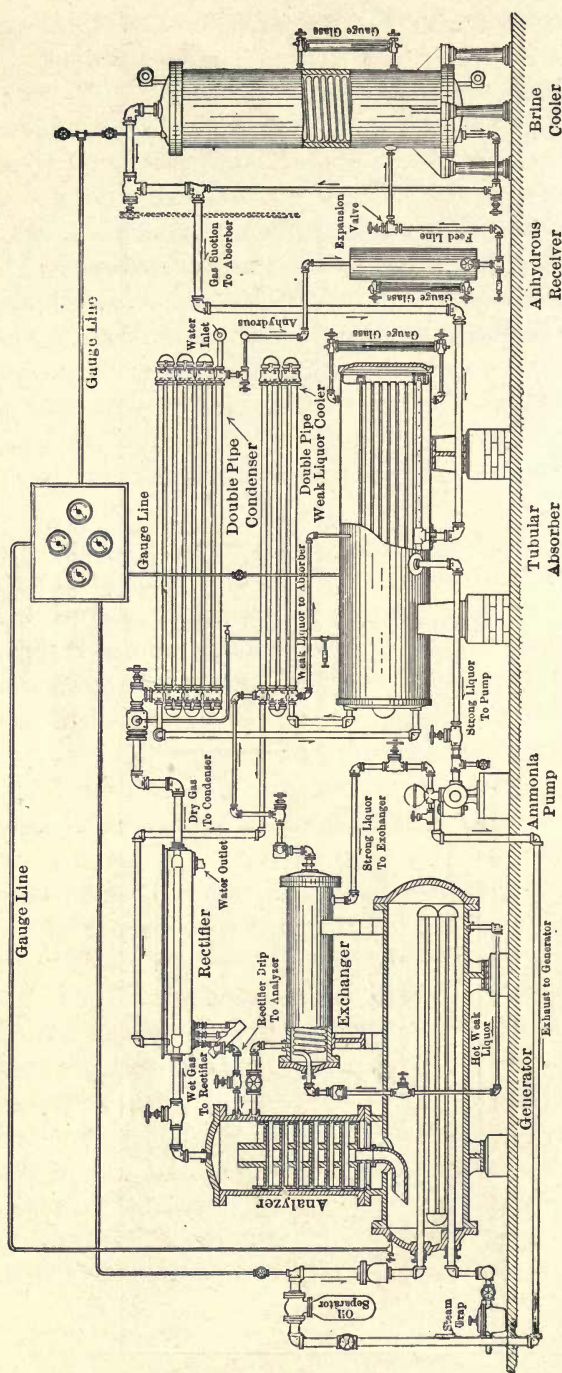 Gauge Line
Gauge Line
Gauge Line
Gauge Glass
Gas Suction
To Absorber
Expansion
Valve
Feed Line
Gauge Glass
Anhydrous
Water
Inlet
Double Pipe
Condenser
Double Pipe
Weak Liquor Cooler
Gauge Glass
Weak Liquor to Absorber
Dry Gas
To Condenser
Water Outlet
Rectifier
Wet Gas
To Rectifier
Rectifier Drip
To Analyzer
Exchanger
Strong Liquor
To Exchanger
Strong Liquor
To Pump
Analyzer
Hot Weak
Liquor
Oil
Separator
Steam
Trap
Exhaust to Generator
Generator
Ammonia
Pump
Tubular
Absorber
Anhydrous
Receiver
Brine
Cooler